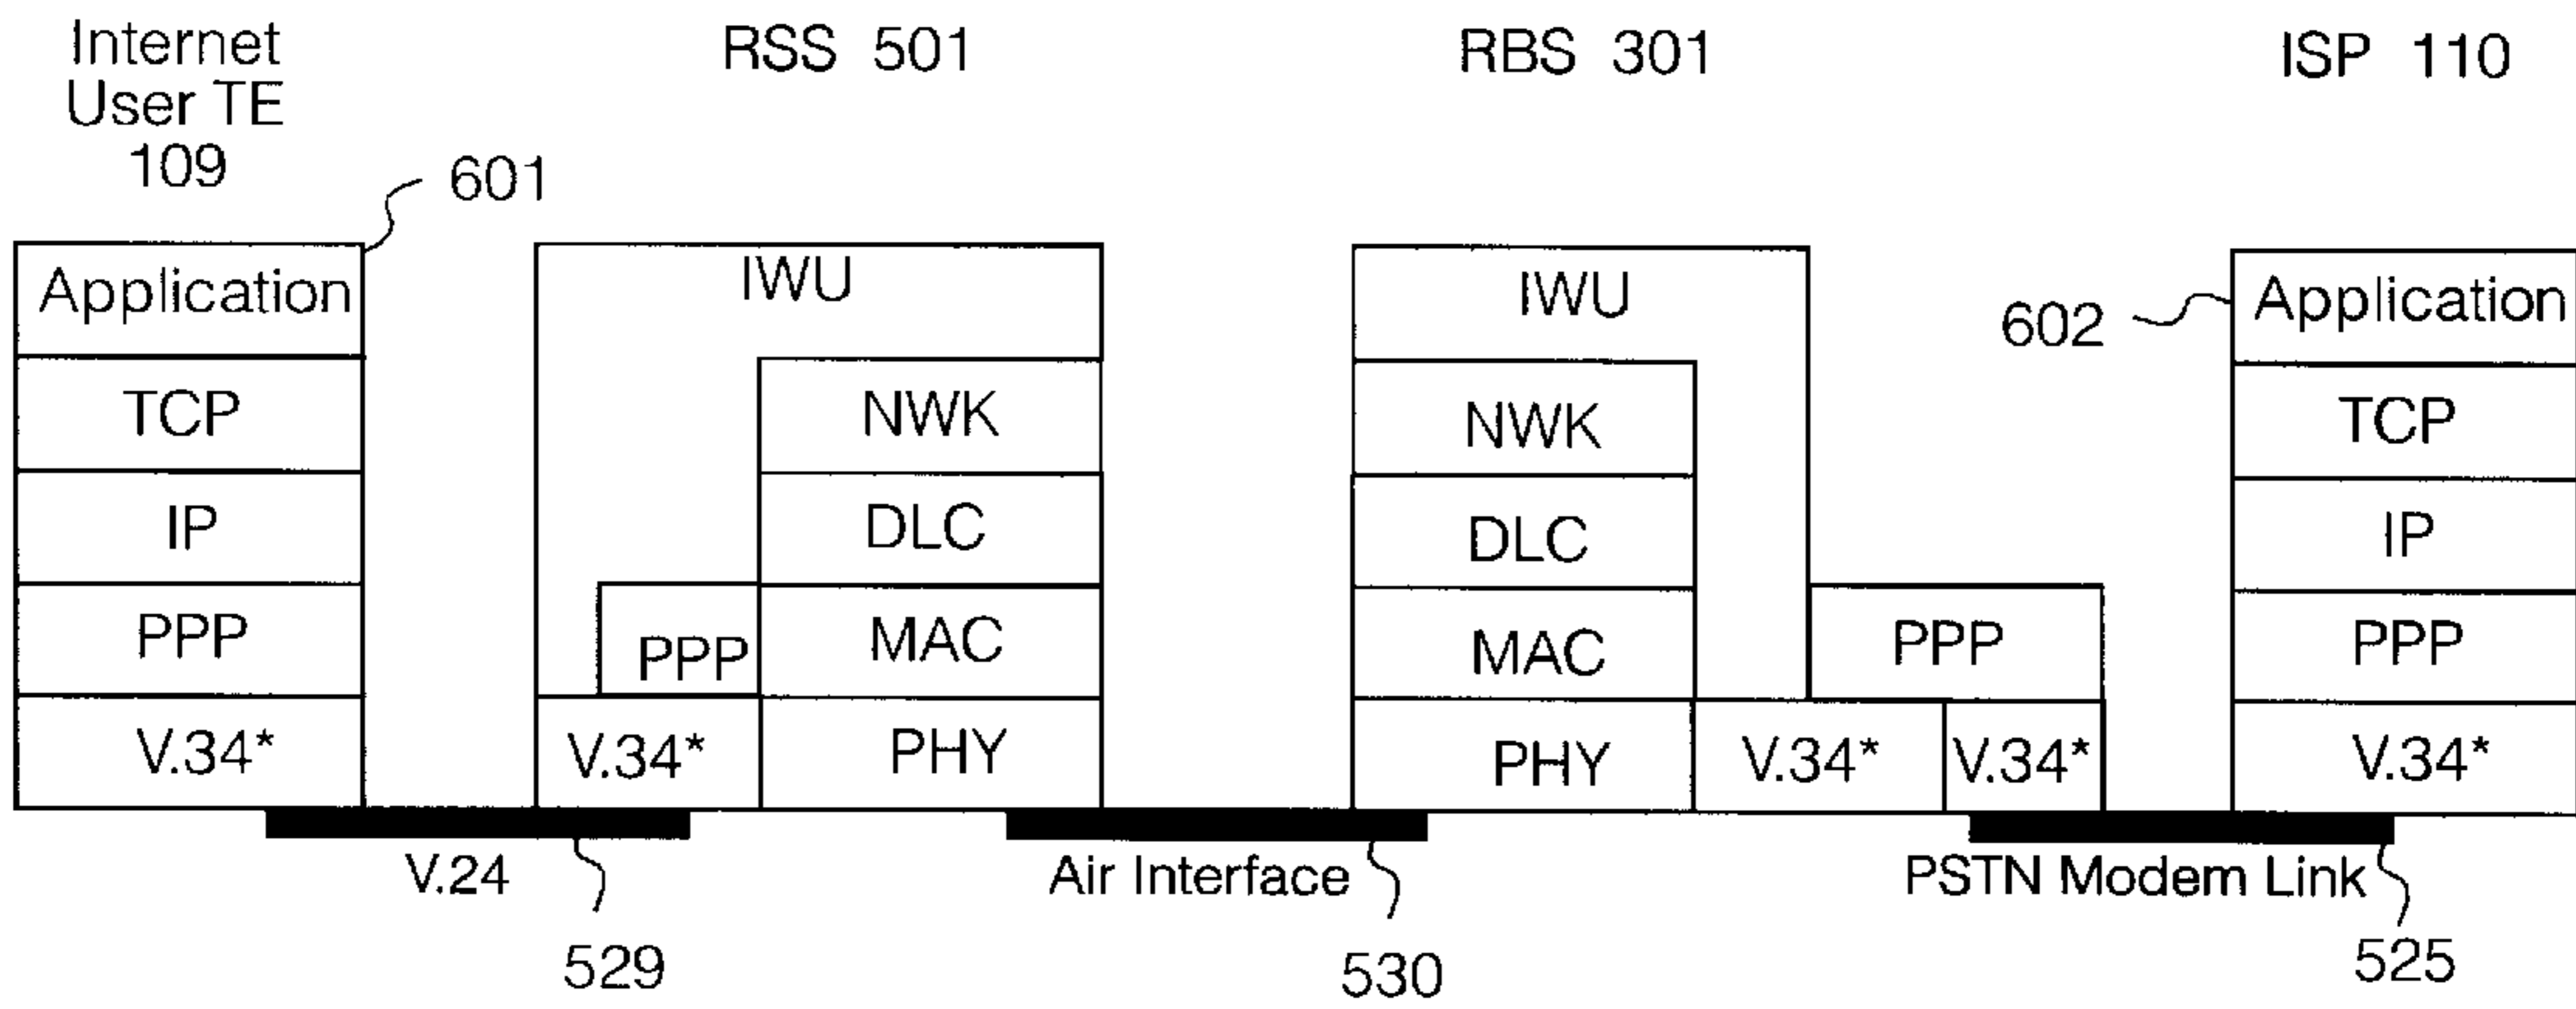 Internet
User TE
109
RSS 501
RBS 301
ISP 110
601
602
Application
TCP
IP
PPP
V.34*
IWU
NWK
DLC
PPP
MAC
V.34*
PHY
IWU
NWK
DLC
MAC
PPP
PHY
V.34*
V.34*
Application
TCP
IP
PPP
V.34*
V.24
Air Interface
PSTN Modem Link
529
530
525